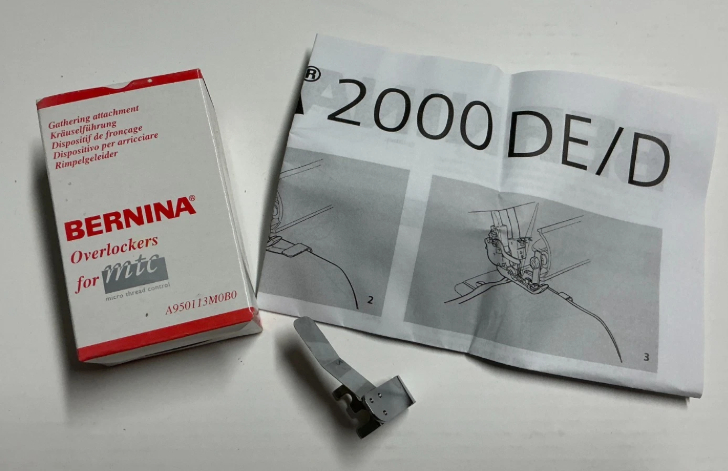 Gathering attachment
Kräuselführung
Dispositif de fronçage
Dispositivo per arricciare
Rimpelgeleider
BERNINA®
Overlockers
for mtc
micro thread control
A950113M0B0
® 2000 DE/D
2
3